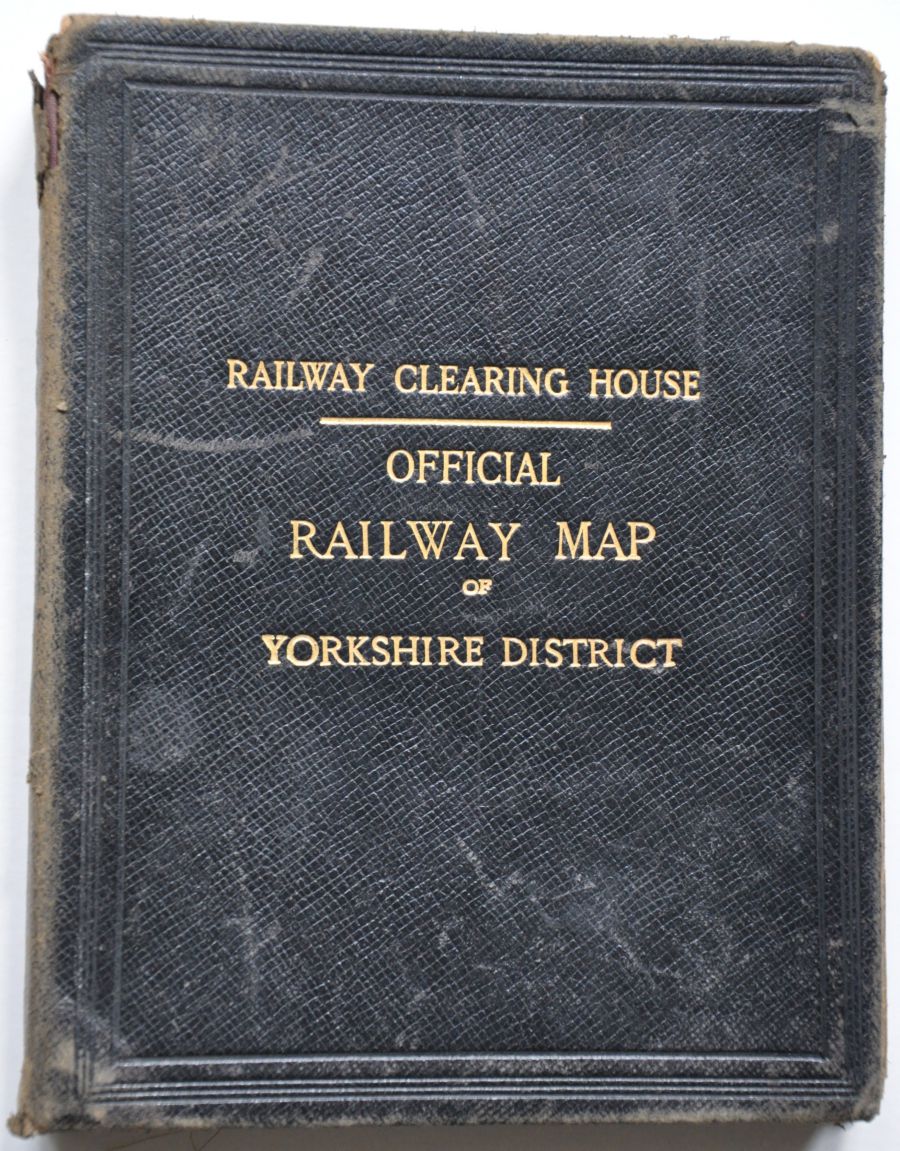 RAILWAY CLEARING HOUSE
OFFICIAL
RAILWAY MAP
OF
YORKSHIRE DISTRICT